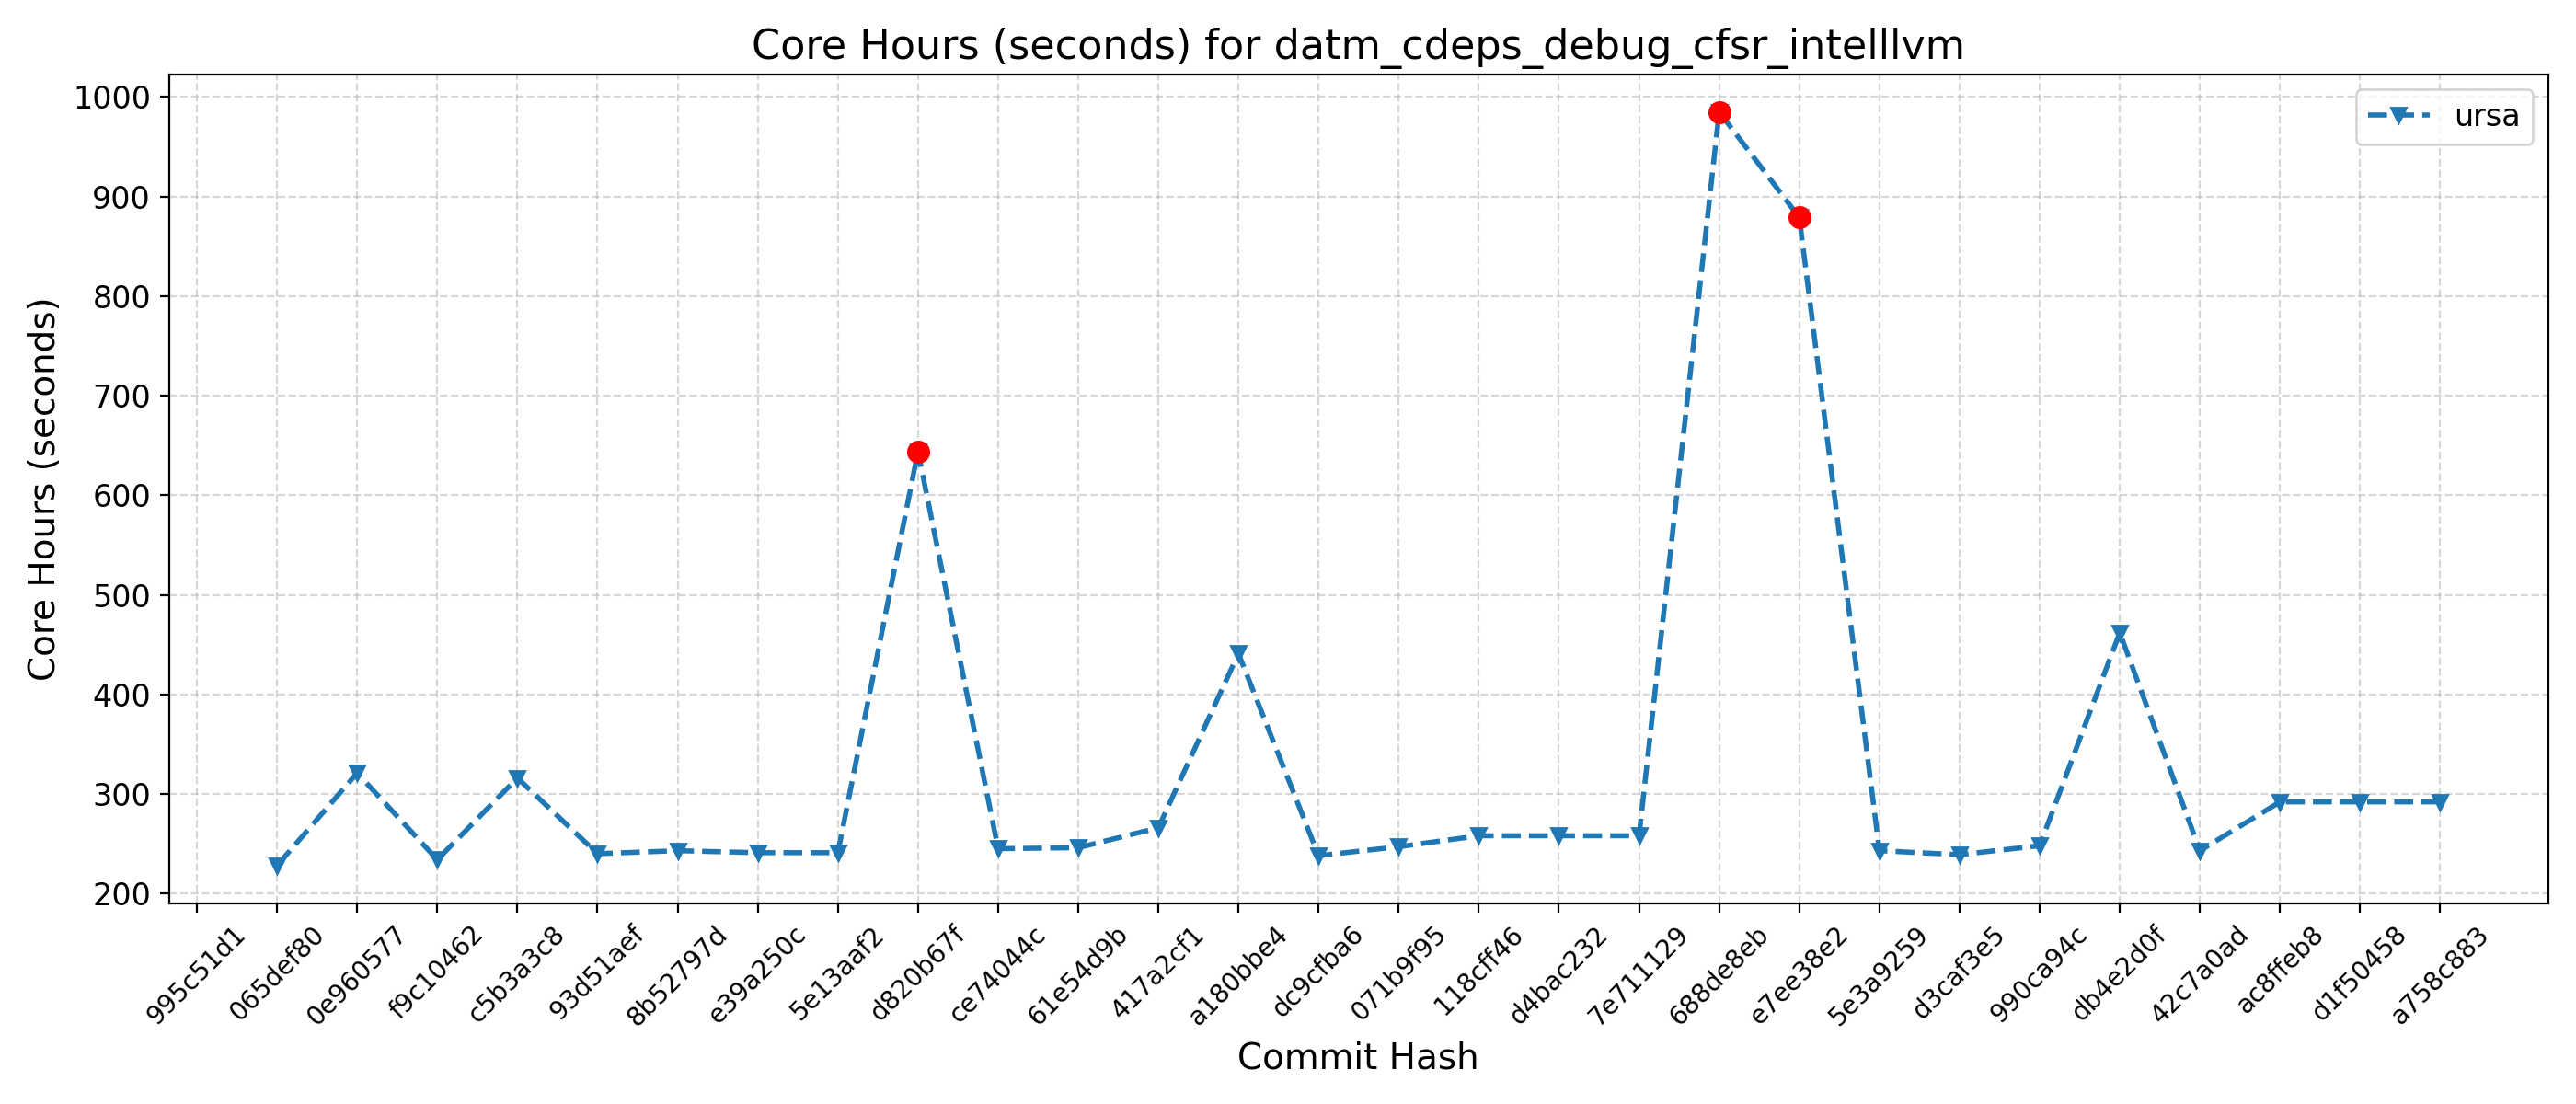 Core Hours (seconds) for datm_cdeps_debug_cfsr_intelllvm
ursa
Core Hours (seconds)
1000
900
800
700
600
500
400
300
200
995c51d1
065def80
0e960577
f9c10462
c5b3a3c8
93d51aef
8b52797d
e39a250c
5e13aaf2
d820b67f
ce74044c
61e54d9b
417a2cf1
a180bbe4
dc9cfba6
071b9f95
118cff46
d4bac232
7e711129
688de8eb
e7ee38e2
5e3a9259
d3caf3e5
990ca94c
db4e2d0f
42c7a0ad
ac8ffeb8
d1f50458
a758c883
Commit Hash